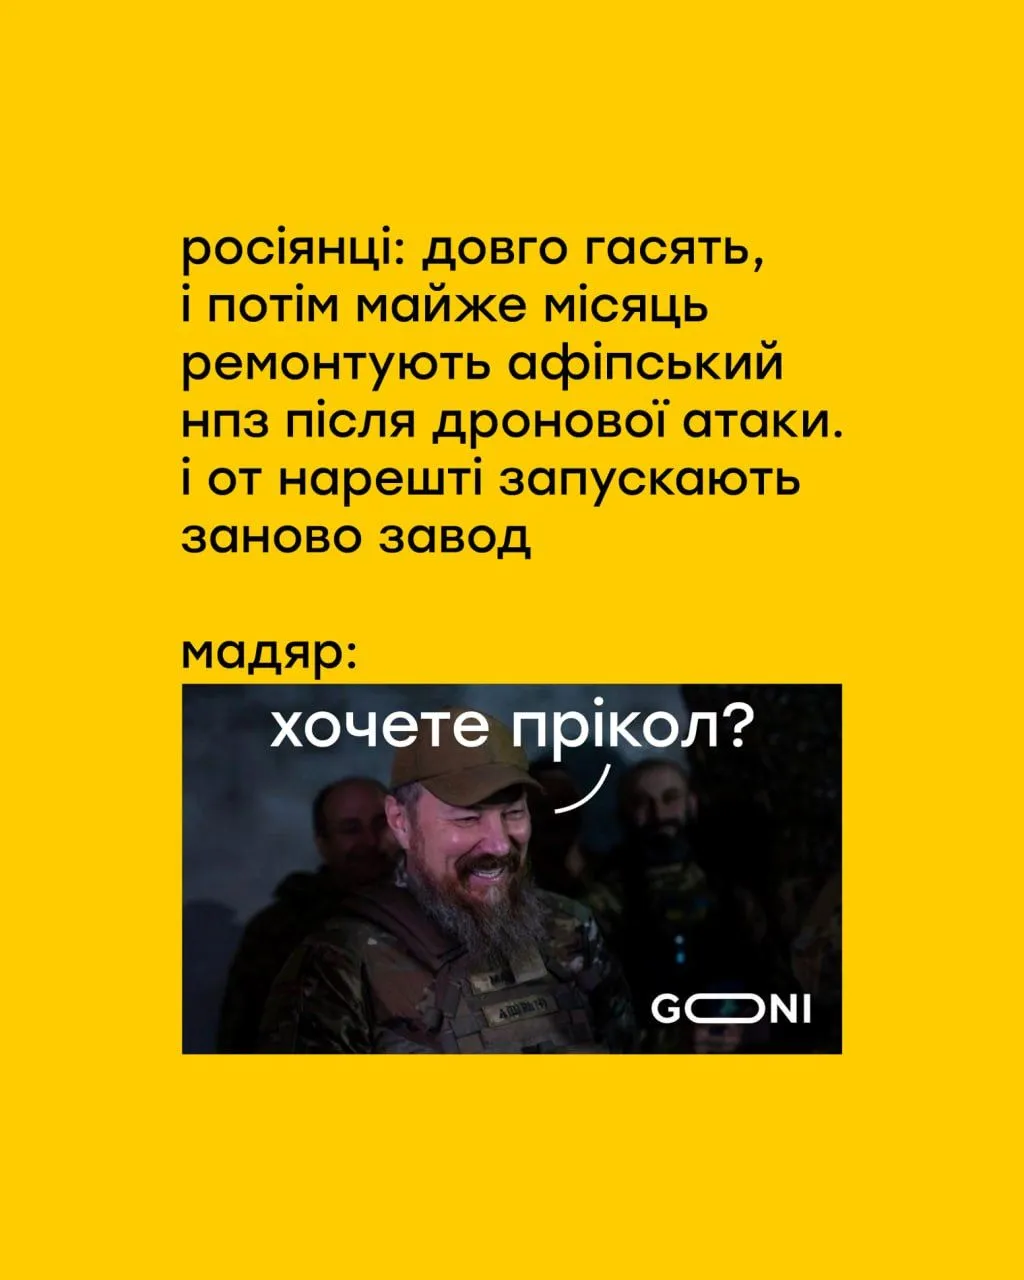 росіянці: довго гасять,
і потім майже місяць
ремонтують афіпський
нпз після дронової атаки.
і от нарешті запускають
заново завод
мадяр:
хочете прікол?
GOONI